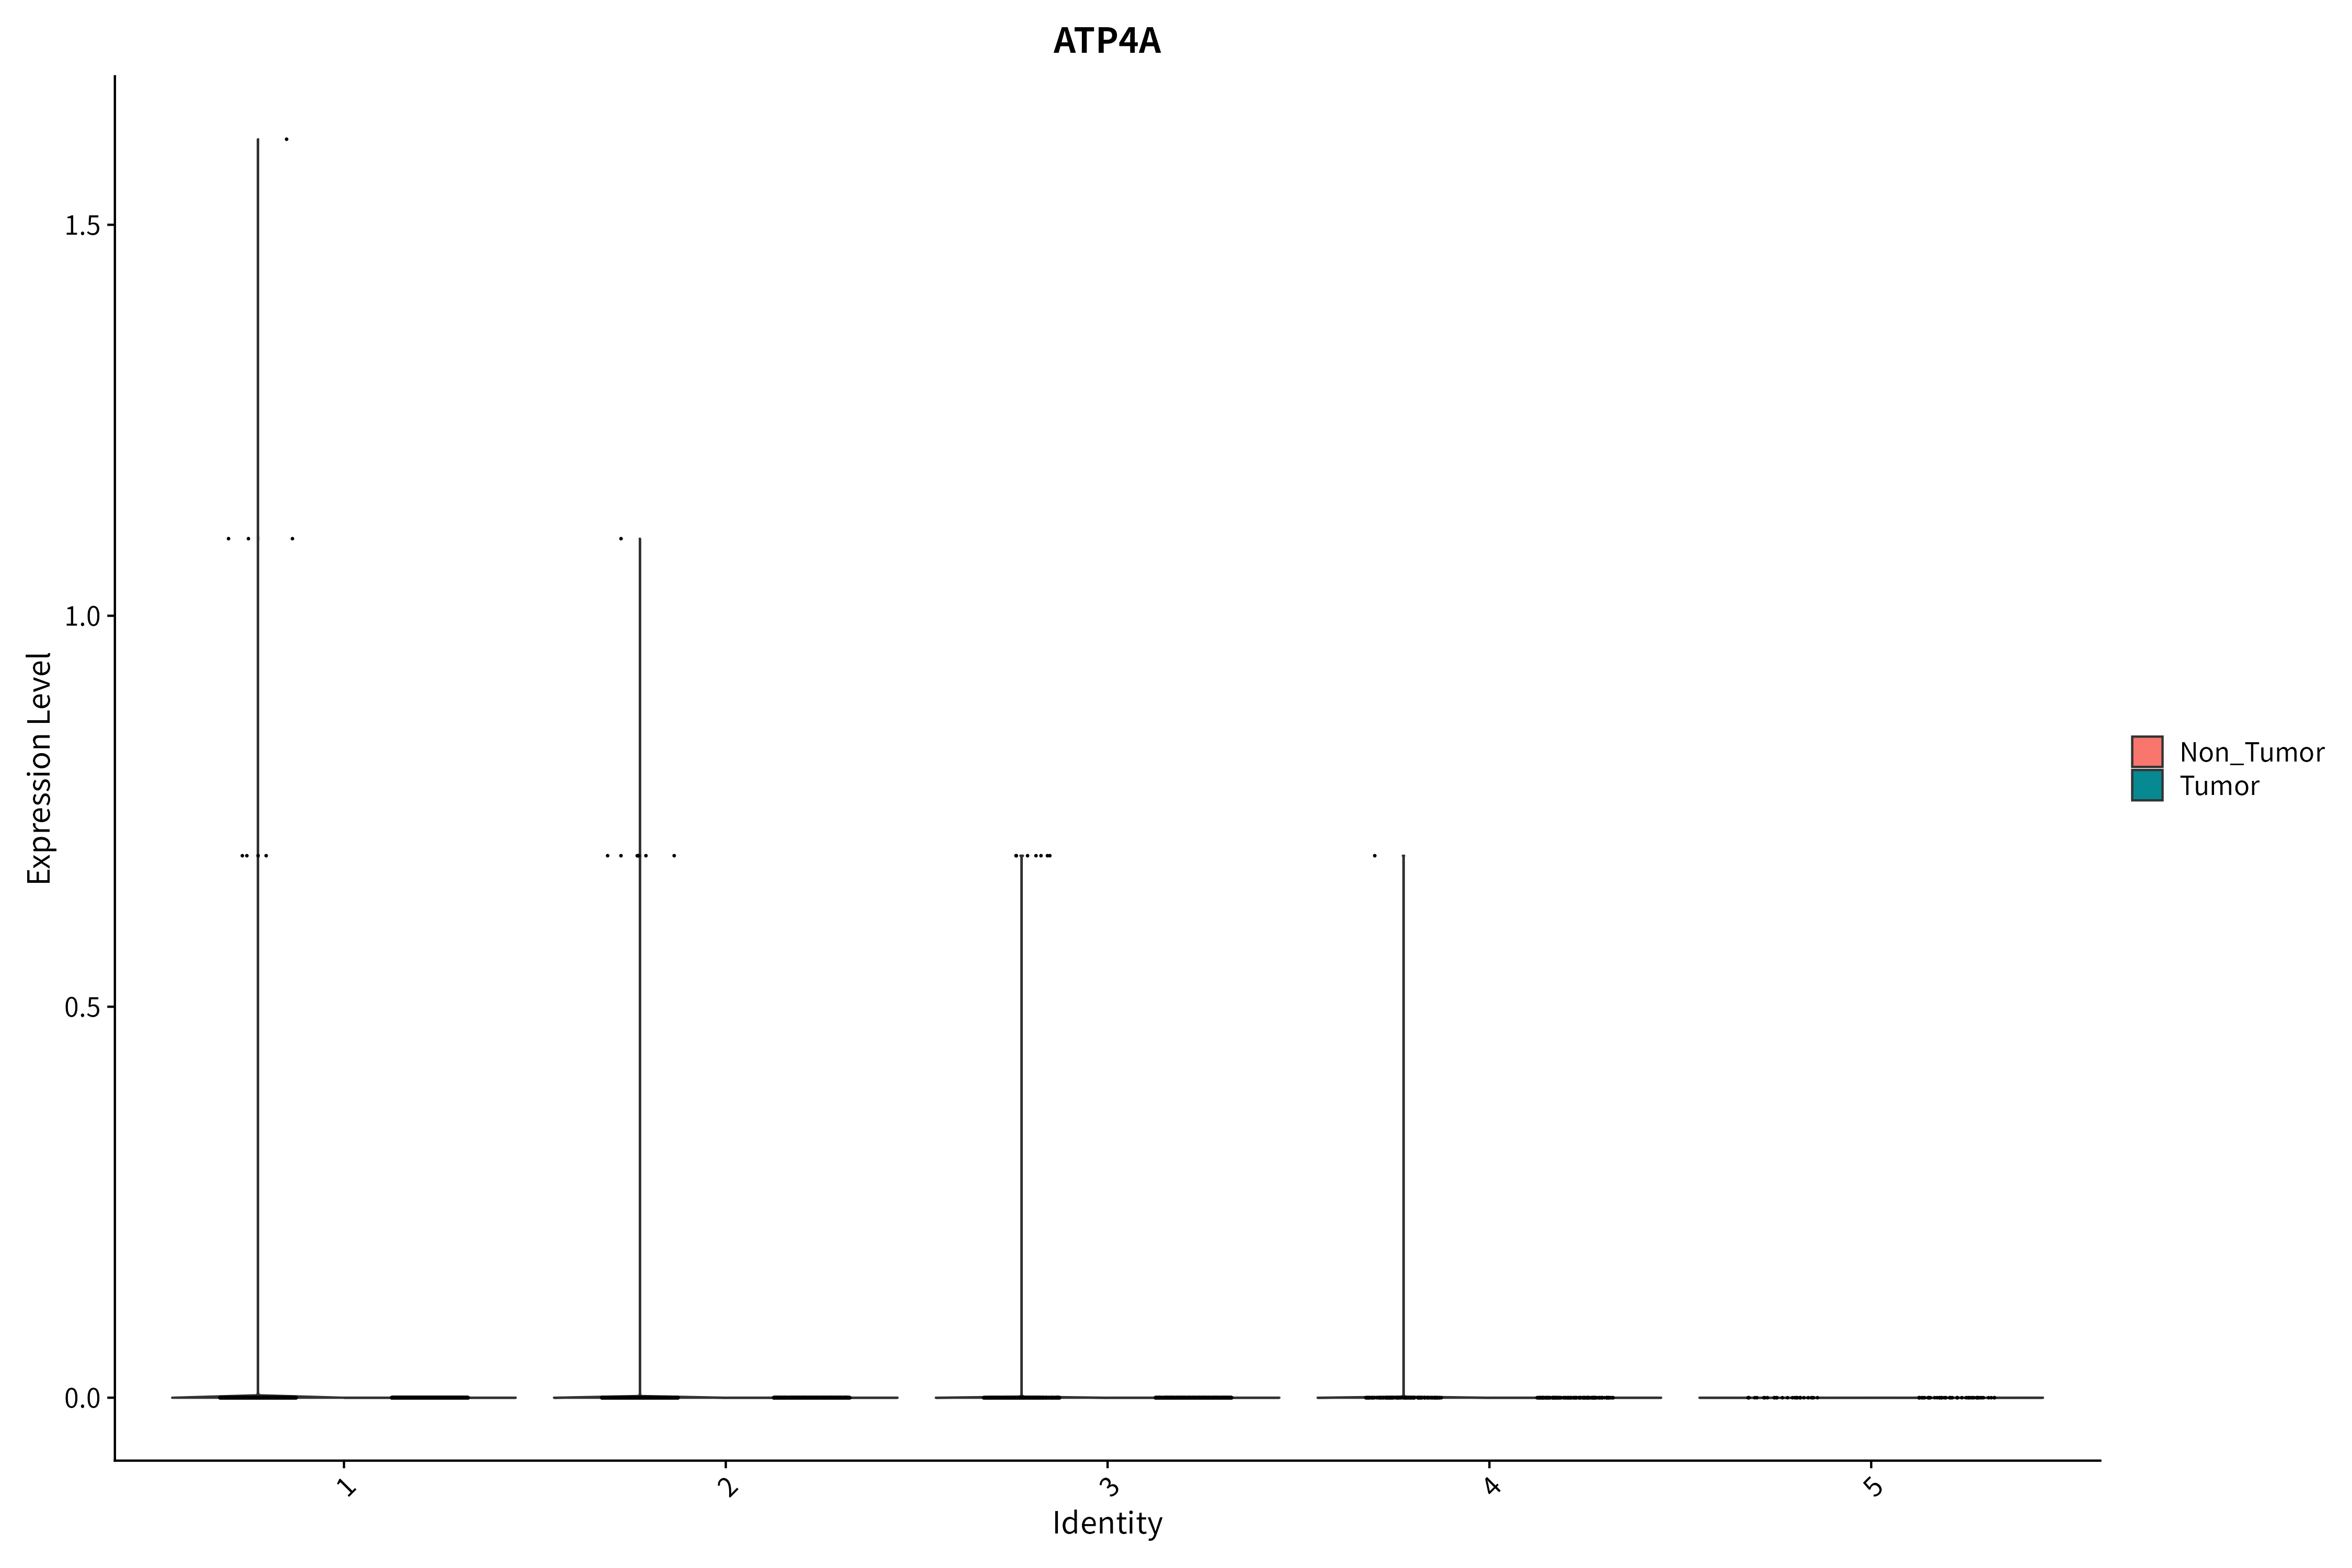 ATP4A
Expression Level
1.5
1.0
0.5
0.0
1
2
3
4
5
Identity
Non_Tumor
Tumor